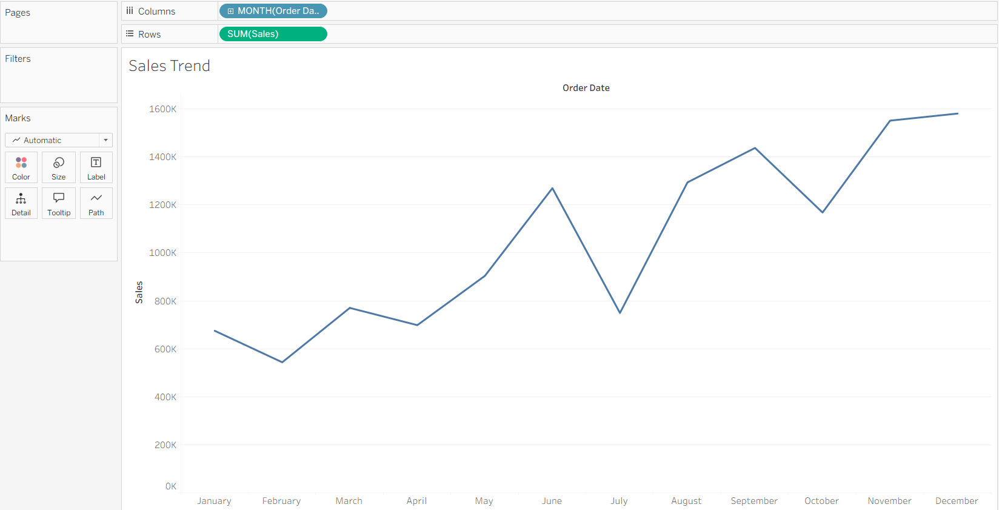 Pages
Columns
MONTH(Order Da..
Rows
SUM(Sales)
Filters
Marks
Automatic
Color
Size
Label
Detail
Tooltip
Path
Sales Trend
Order Date
1600K
1400K
1200K
1000K
800K
600K
400K
200K
0K
Sales
January February March April May June July August September October November December